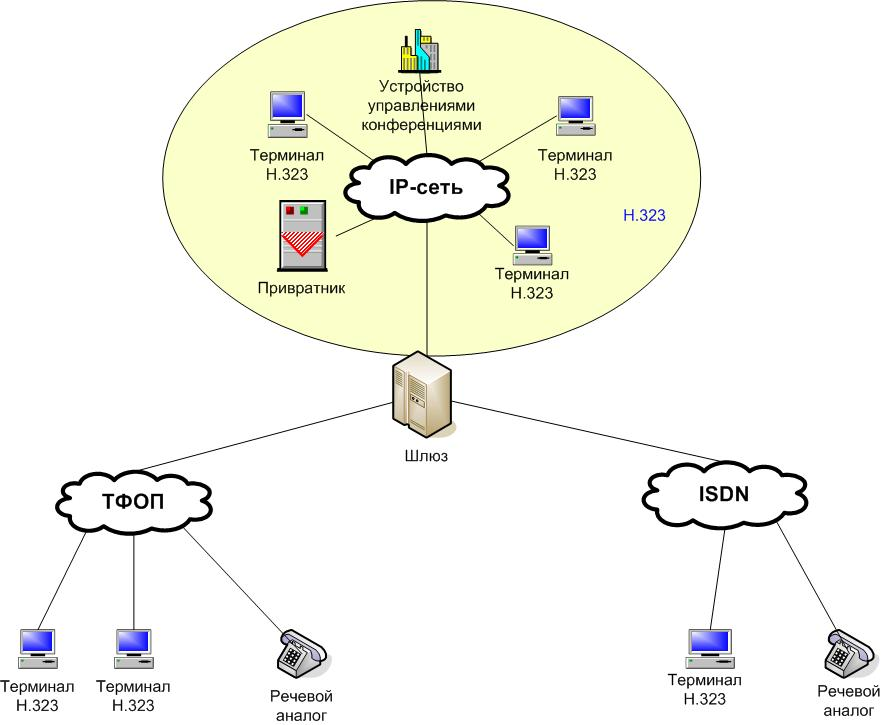 Устройство
управлениями
конференциями
Терминал
Н.323
Терминал
Н.323
IP-сеть
Н.323
Привратник
Терминал
Н.323
Шлюз
ТФОП
ISDN
Терминал
Н.323
Терминал
Н.323
Речевой
аналог
Терминал
Н.323
Речевой
аналог